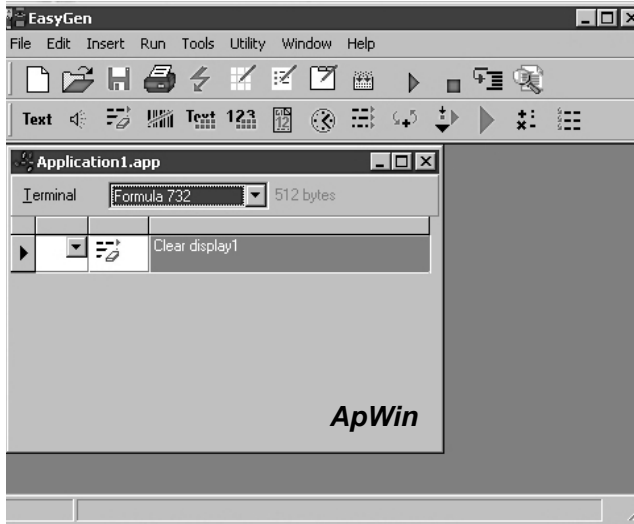 EasyGen
File Edit Insert Run Tools Utility Window Help
Text Text 123 12
Application1.app
Terminal Formula 732 512 bytes
Clear display1
ApWin